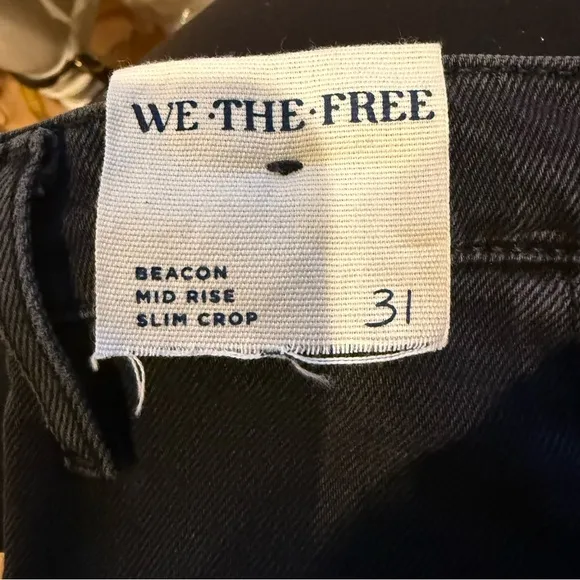 WE·THE·FREE
BEACON
MID RISE
SLIM CROP
31